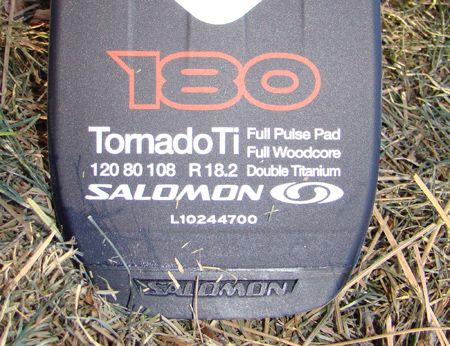 180
TornadoTi Full Pulse Pad
Full Woodcore
120 80 108 R 18.2 Double Titanium
SALOMON
L10244700
SALOMON